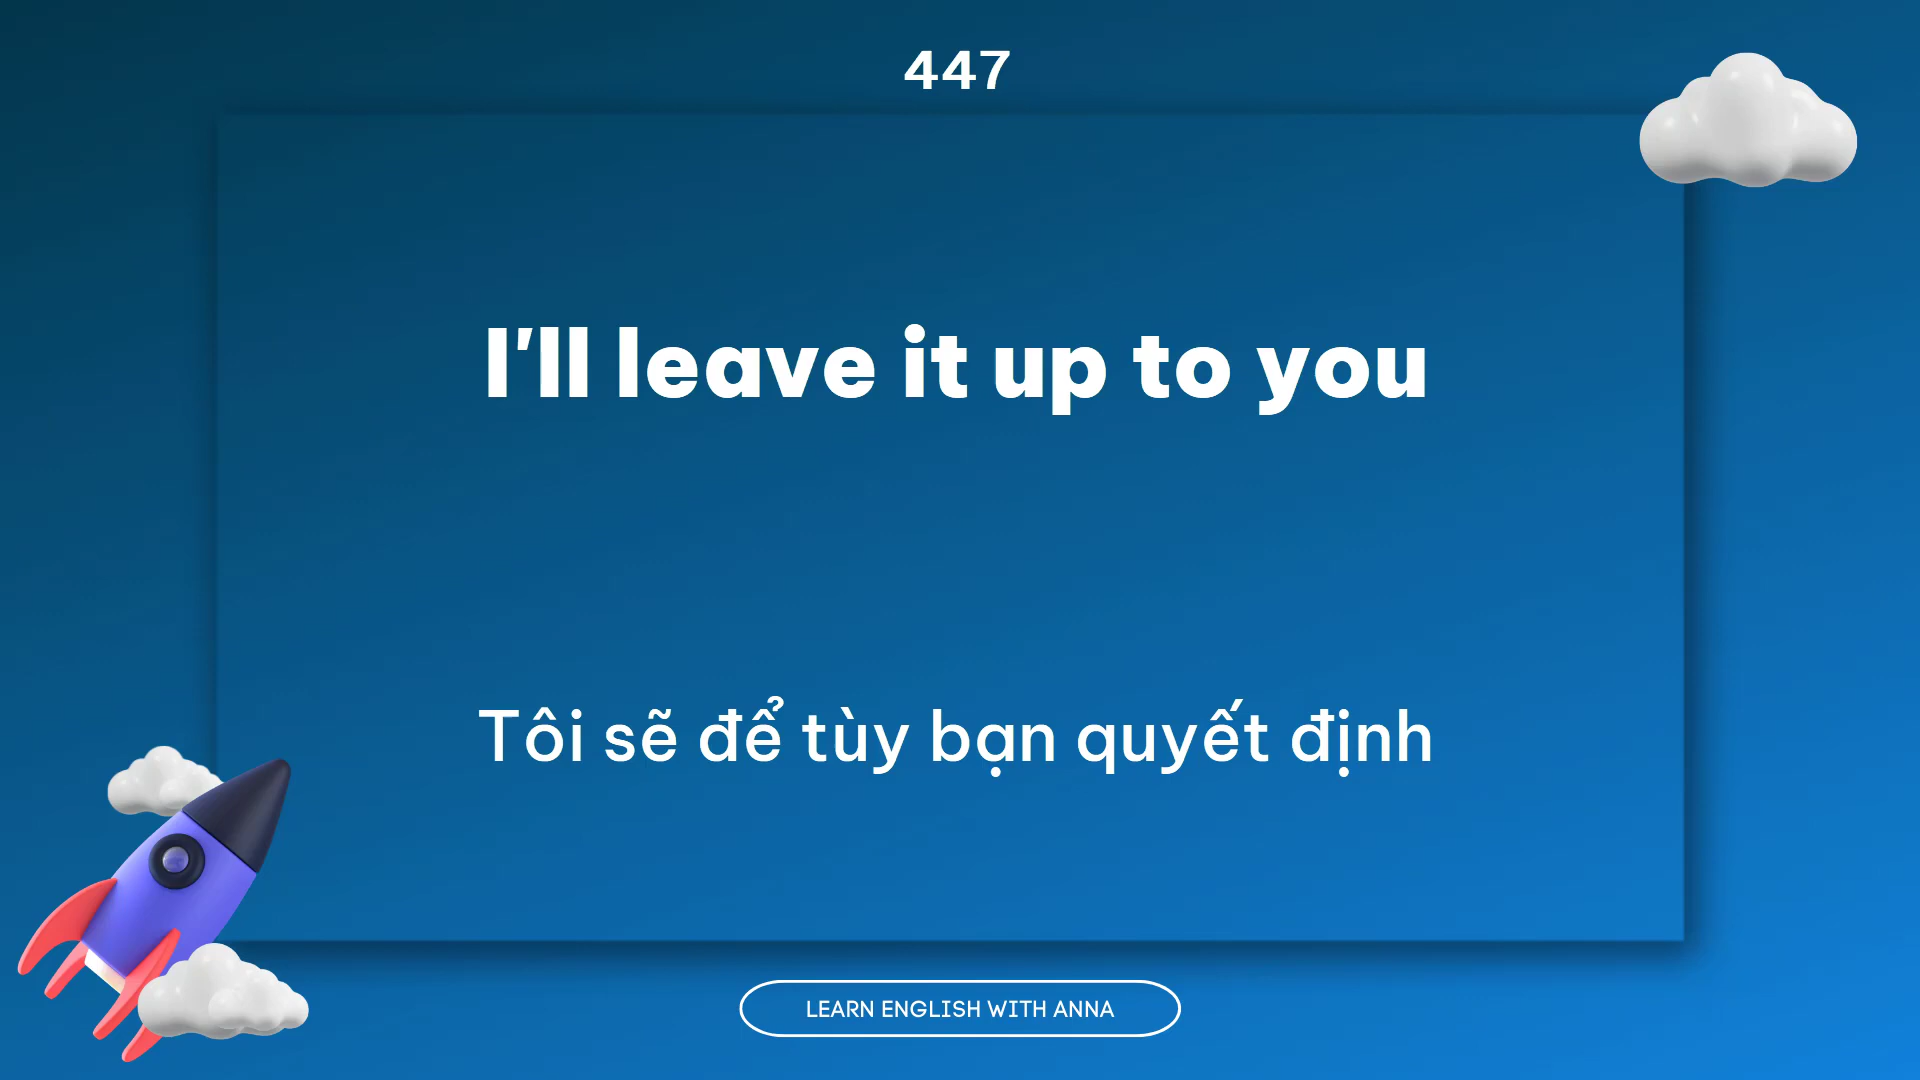 447
I'll leave it up to you
Tôi sẽ để tùy bạn quyết định
LEARN ENGLISH WITH ANNA